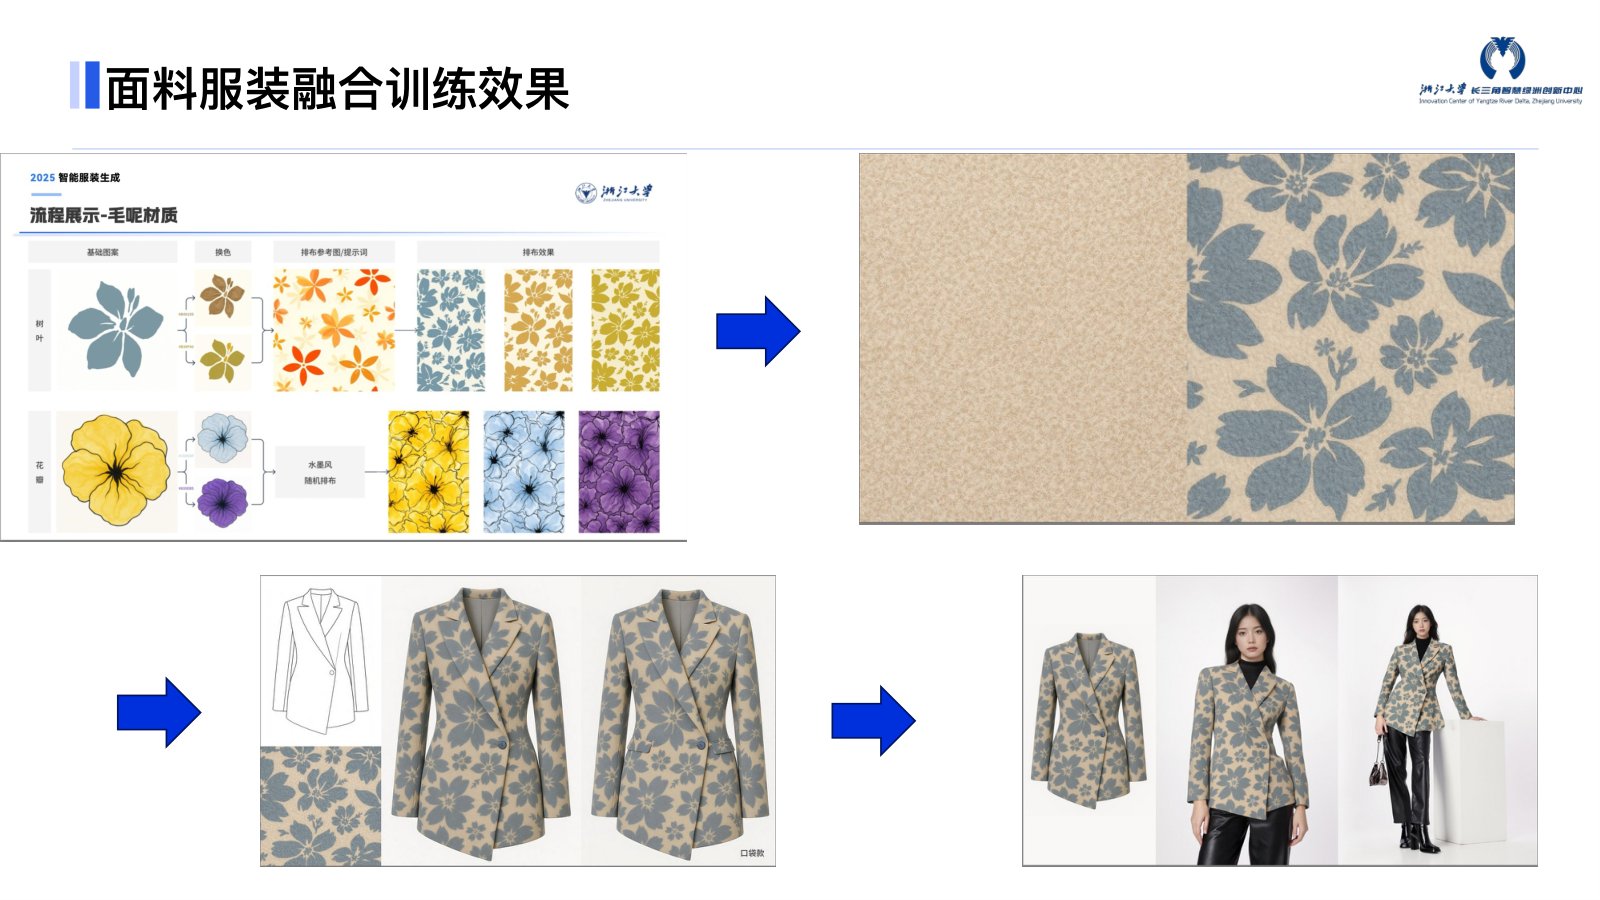 面料服装融合训练效果
浙江大学 长三角智慧绿洲创新中心
Innovation Center of Yangtze River Delta, Zhejiang University
2025 智能服装生成
浙江大学
ZHEJIANG UNIVERSITY
流程展示-毛呢材质
基础图案
换色
排布参考图/提示词
排布效果
树
叶
花
瓣
水墨风
随机排布
口袋款